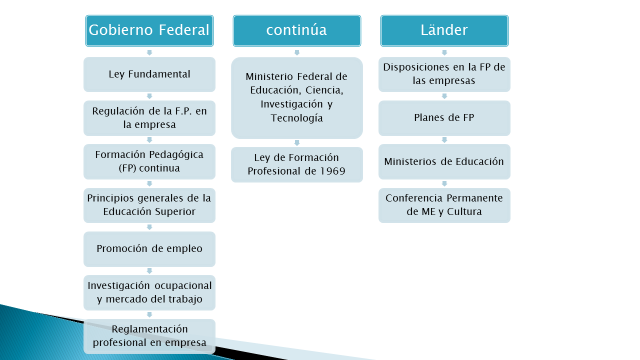 Gobierno Federal
Ley Fundamental
Regulación de la F.P. en
la empresa
Formación Pedagógica
(FP) continua
Principios generales de la
Educación Superior
Promoción de empleo
Investigación ocupacional
y mercado del trabajo
Reglamentación
profesional en empresa
continúa
Ministerio Federal de
Educación, Ciencia,
Investigación y
Tecnología
Ley de Formación
Profesional de 1969
Länder
Disposiciones en la FP de
las empresas
Planes de FP
Ministerios de Educación
Conferencia Permanente
de ME y Cultura